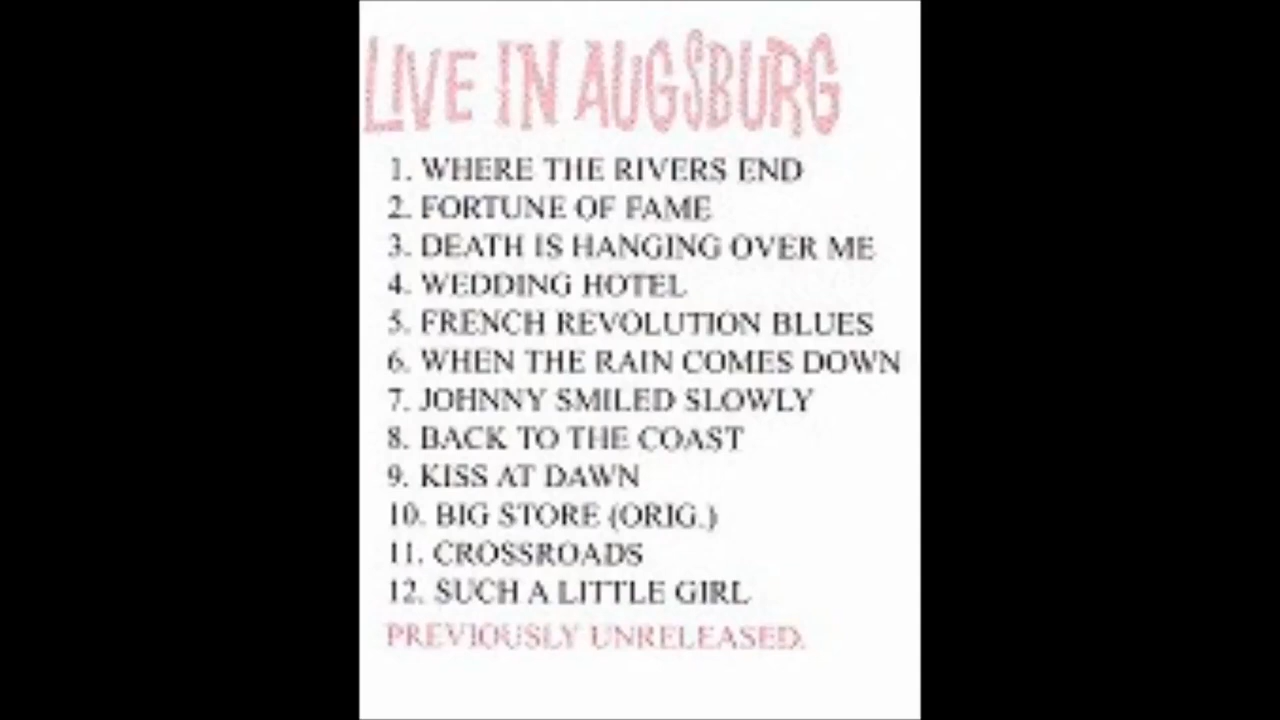 LIVE IN AUGSBURG
1. WHERE THE RIVERS END
2. FORTUNE OF FAME
3. DEATH IS HANGING OVER ME
4. WEDDING HOTEL
5. FRENCH REVOLUTION BLUES
6. WHEN THE RAIN COMES DOWN
7. JOHNNY SMILED SLOWLY
8. BACK TO THE COAST
9. KISS AT DAWN
10. BIG STORE (ORIG.)
11. CROSSROADS
12. SUCH A LITTLE GIRL
PREVIOUSLY UNRELEASED.